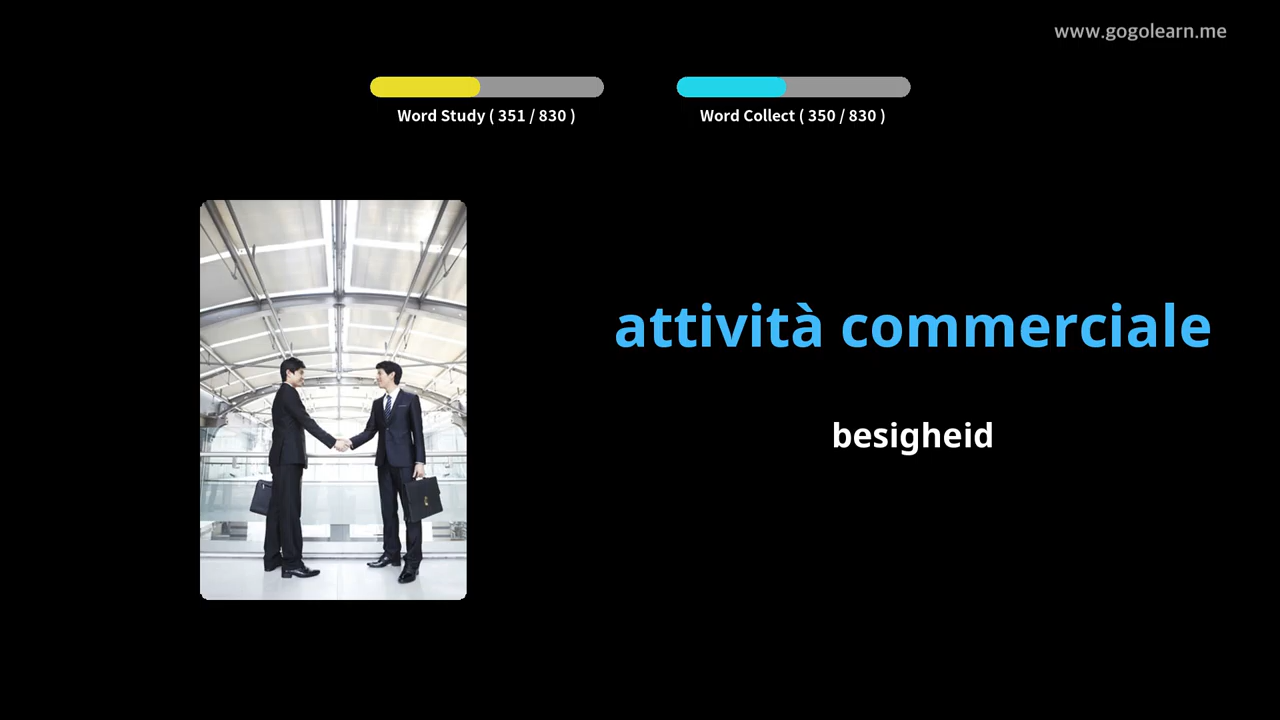 www.gogolearn.me
Word Study ( 351 / 830 )
Word Collect ( 350 / 830 )
attività commerciale
besigheid